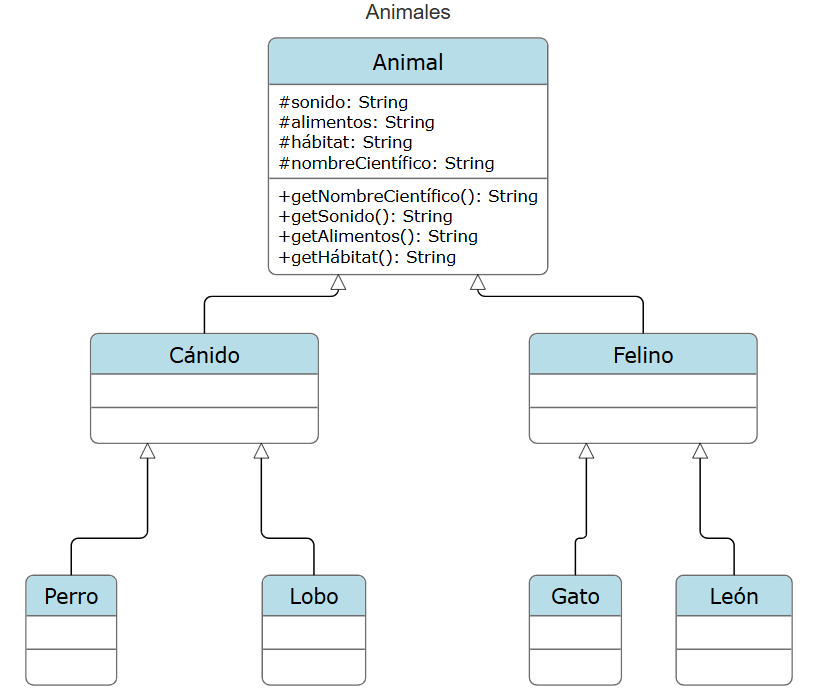 Animales
Animal
#sonido: String
#alimentos: String
#hábitat: String
#nombreCientífico: String
+getNombreCientífico(): String
+getSonido(): String
+getAlimentos(): String
+getHábitat(): String
Cánido
Felino
Perro
Lobo
Gato
León